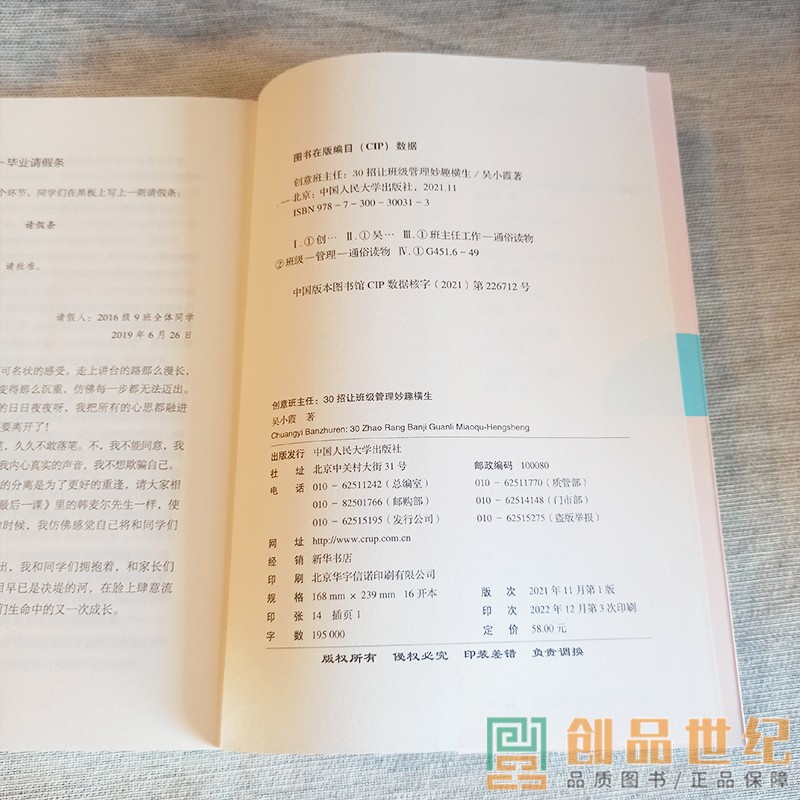 —毕业请假条
个环节，同学们在黑板上写上一则请假条：
请假条
请批准。
请假人：2016 级 9 班全体同学
2019 年 6 月 26 日
可名状的感受。走上讲台的路那么漫长，
变得那么沉重，仿佛每一步都无法迈出。
的日日夜夜呀，我把所有的心思都融进
要离开了！
笔，久久不敢落笔。不，我不能同意，我
我内心真实的声音，我不想欺骗自己。
的分离是为了更好的重逢，请大家相
最后一课》里的韩麦尔先生一样，使
时候，我仿佛感觉自己将和同学们
出，我和同学们拥抱着，和家长们
泪早已是决堤的河，在脸上肆意流
们生命中的又一次成长。
图书在版编目（CIP）数据
创意班主任：30 招让班级管理妙趣横生 / 吴小霞著
. — 北京：中国人民大学出版社，2021.11
ISBN 978-7-300-30031-3
Ⅰ.①创… Ⅱ.①吴… Ⅲ.①班主任工作—通俗读物
②班级—管理—通俗读物 Ⅳ.① G451.6-49
中国版本图书馆 CIP 数据核字（2021）第 226712 号
创意班主任：30 招让班级管理妙趣横生
吴小霞 著
Chuangyi Banzhuren: 30 Zhao Rang Banji Guanli Miaoqu-Hengsheng
出版发行 中国人民大学出版社
社 址 北京中关村大街 31 号 邮政编码 100080
电 话 010-62511242（总编室） 010-62511770（质管部）
010-82501766（邮购部） 010-62514148（门市部）
010-62515195（发行公司） 010-62515275（盗版举报）
网 址 http://www.crup.com.cn
经 销 新华书店
印 刷 北京华宇信诺印刷有限公司
规 格 168 mm × 239 mm 16 开本 版 次 2021 年 11 月第 1 版
印 张 14 插页 1 印 次 2022 年 12 月第 3 次印刷
字 数 195 000 定 价 58.00 元
版权所有 侵权必究 印装差错 负责调换
创品世纪
品质图书/正品保障